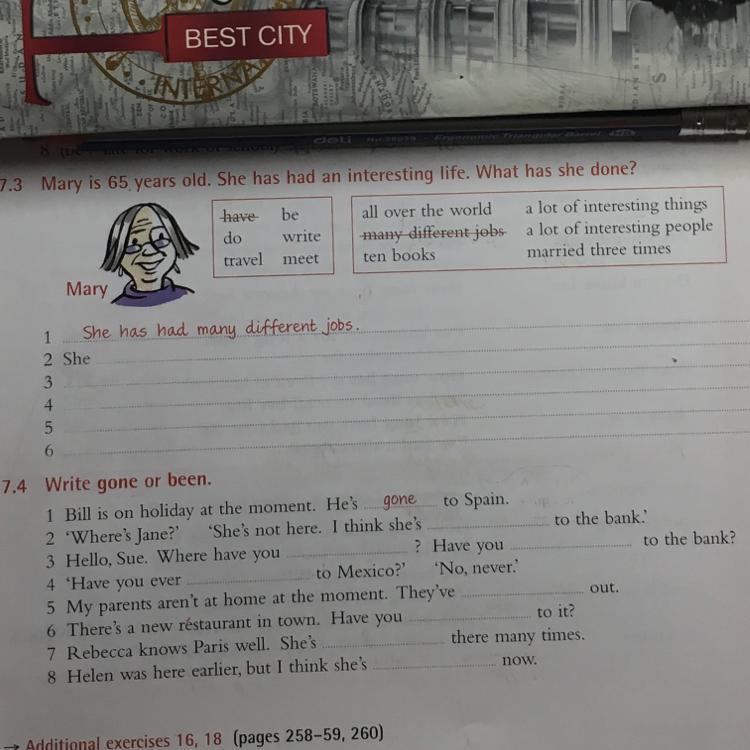 BEST CITY
INTERNA
deli Ergonomic Triangular Barrel
7.3 Mary is 65 years old. She has had an interesting life. What has she done?
have be
do write
travel meet
all over the world a lot of interesting things
many different jobs a lot of interesting people
ten books married three times
Mary
1 She has had many different jobs.
2 She
3
4
5
6
7.4 Write gone or been.
1 Bill is on holiday at the moment. He's gone to Spain.
2 'Where's Jane?' 'She's not here. I think she's to the bank.'
3 Hello, Sue. Where have you ? Have you to the bank?
4 'Have you ever to Mexico?' 'No, never.'
5 My parents aren't at home at the moment. They've out.
6 There's a new restaurant in town. Have you to it?
7 Rebecca knows Paris well. She's there many times.
8 Helen was here earlier, but I think she's now.
→ Additional exercises 16, 18 (pages 258–59, 260)